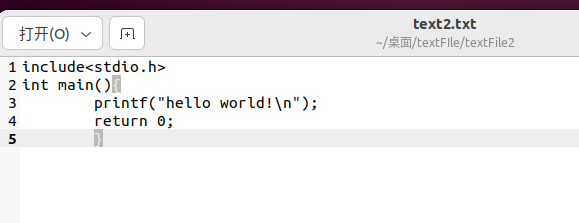 打开(O)
text2.txt
~/桌面/textFIle/textFile2
1 include<stdio.h>
2 int main(){
3         printf("hello world!\n");
4         return 0;
5         }